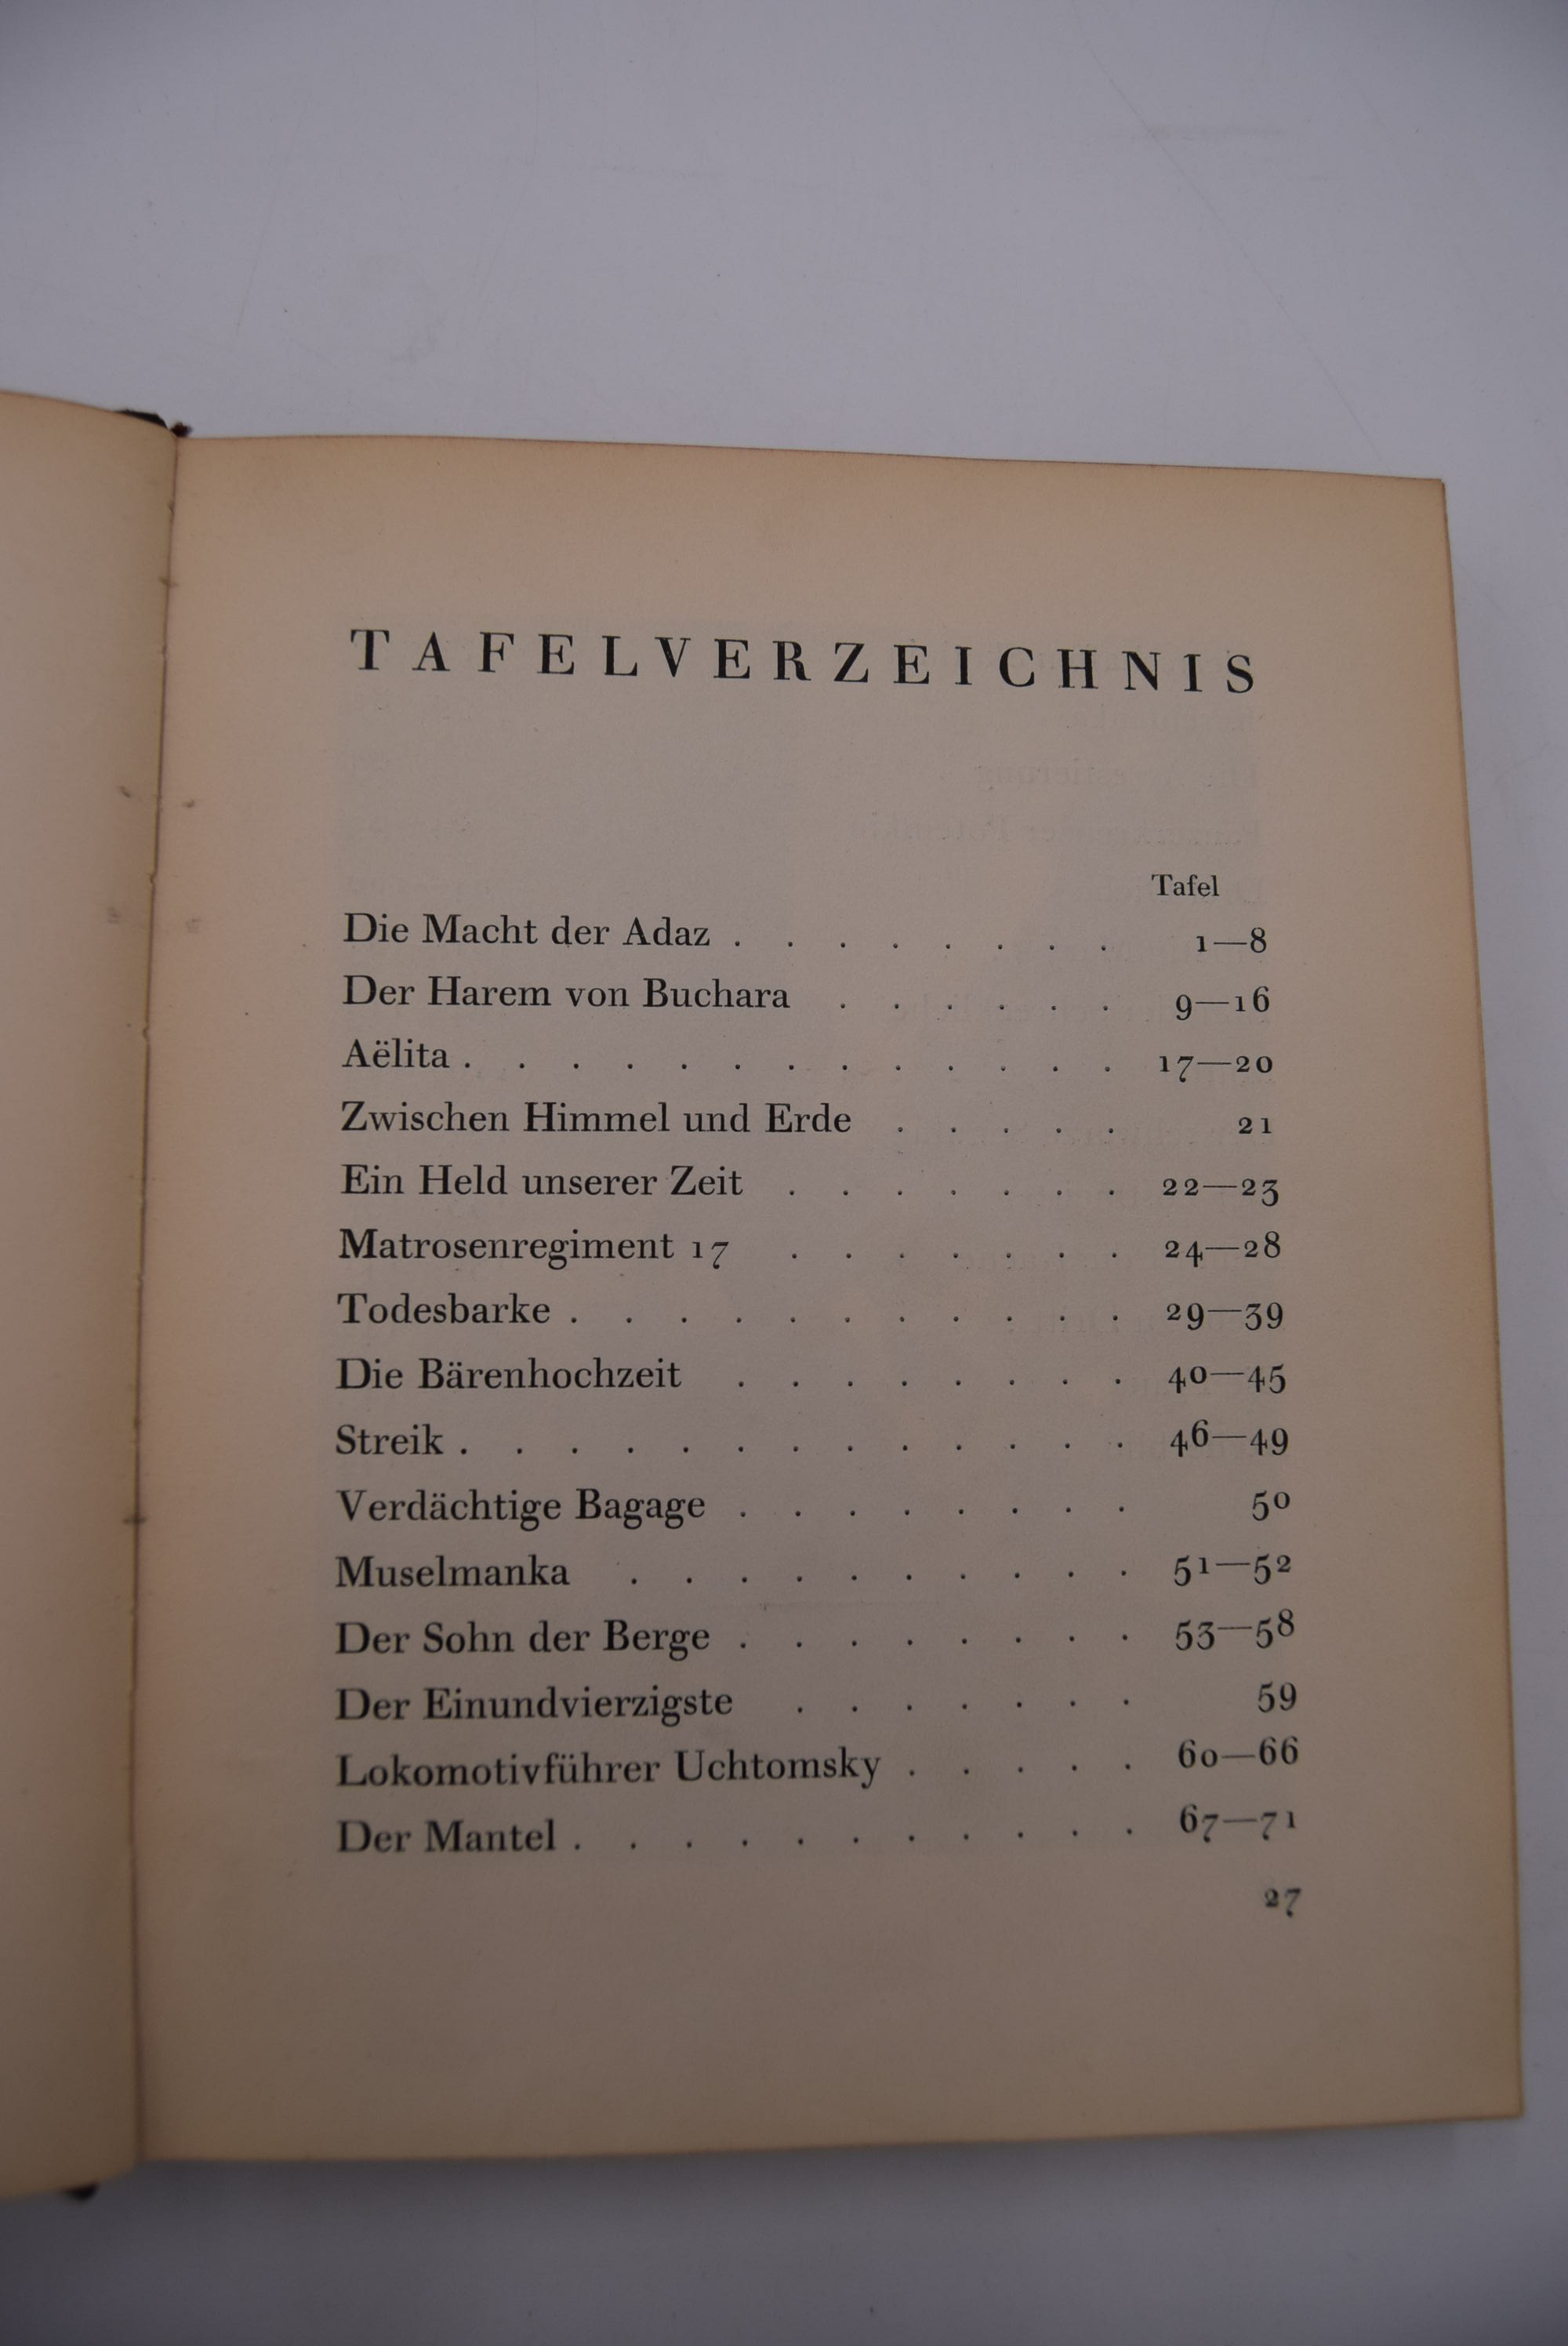 TAFELVERZEICHNIS
Tafel
Die Macht der Adaz . . . . . . . . 1—8
Der Harem von Buchara . . . . . . 9—16
Aëlita . . . . . . . . . . . . . 17—20
Zwischen Himmel und Erde . . . . . 21
Ein Held unserer Zeit . . . . . . . 22—23
Matrosenregiment 17 . . . . . . . 24—28
Todesbarke . . . . . . . . . . . 29—39
Die Bärenhochzeit . . . . . . . . 40—45
Streik . . . . . . . . . . . . . 46—49
Verdächtige Bagage . . . . . . . . 50
Muselmanka . . . . . . . . . . 51—52
Der Sohn der Berge . . . . . . . . 53—58
Der Einundvierzigste . . . . . . . 59
Lokomotivführer Uchtomsky . . . . . 60—66
Der Mantel . . . . . . . . . . . 67—71
27